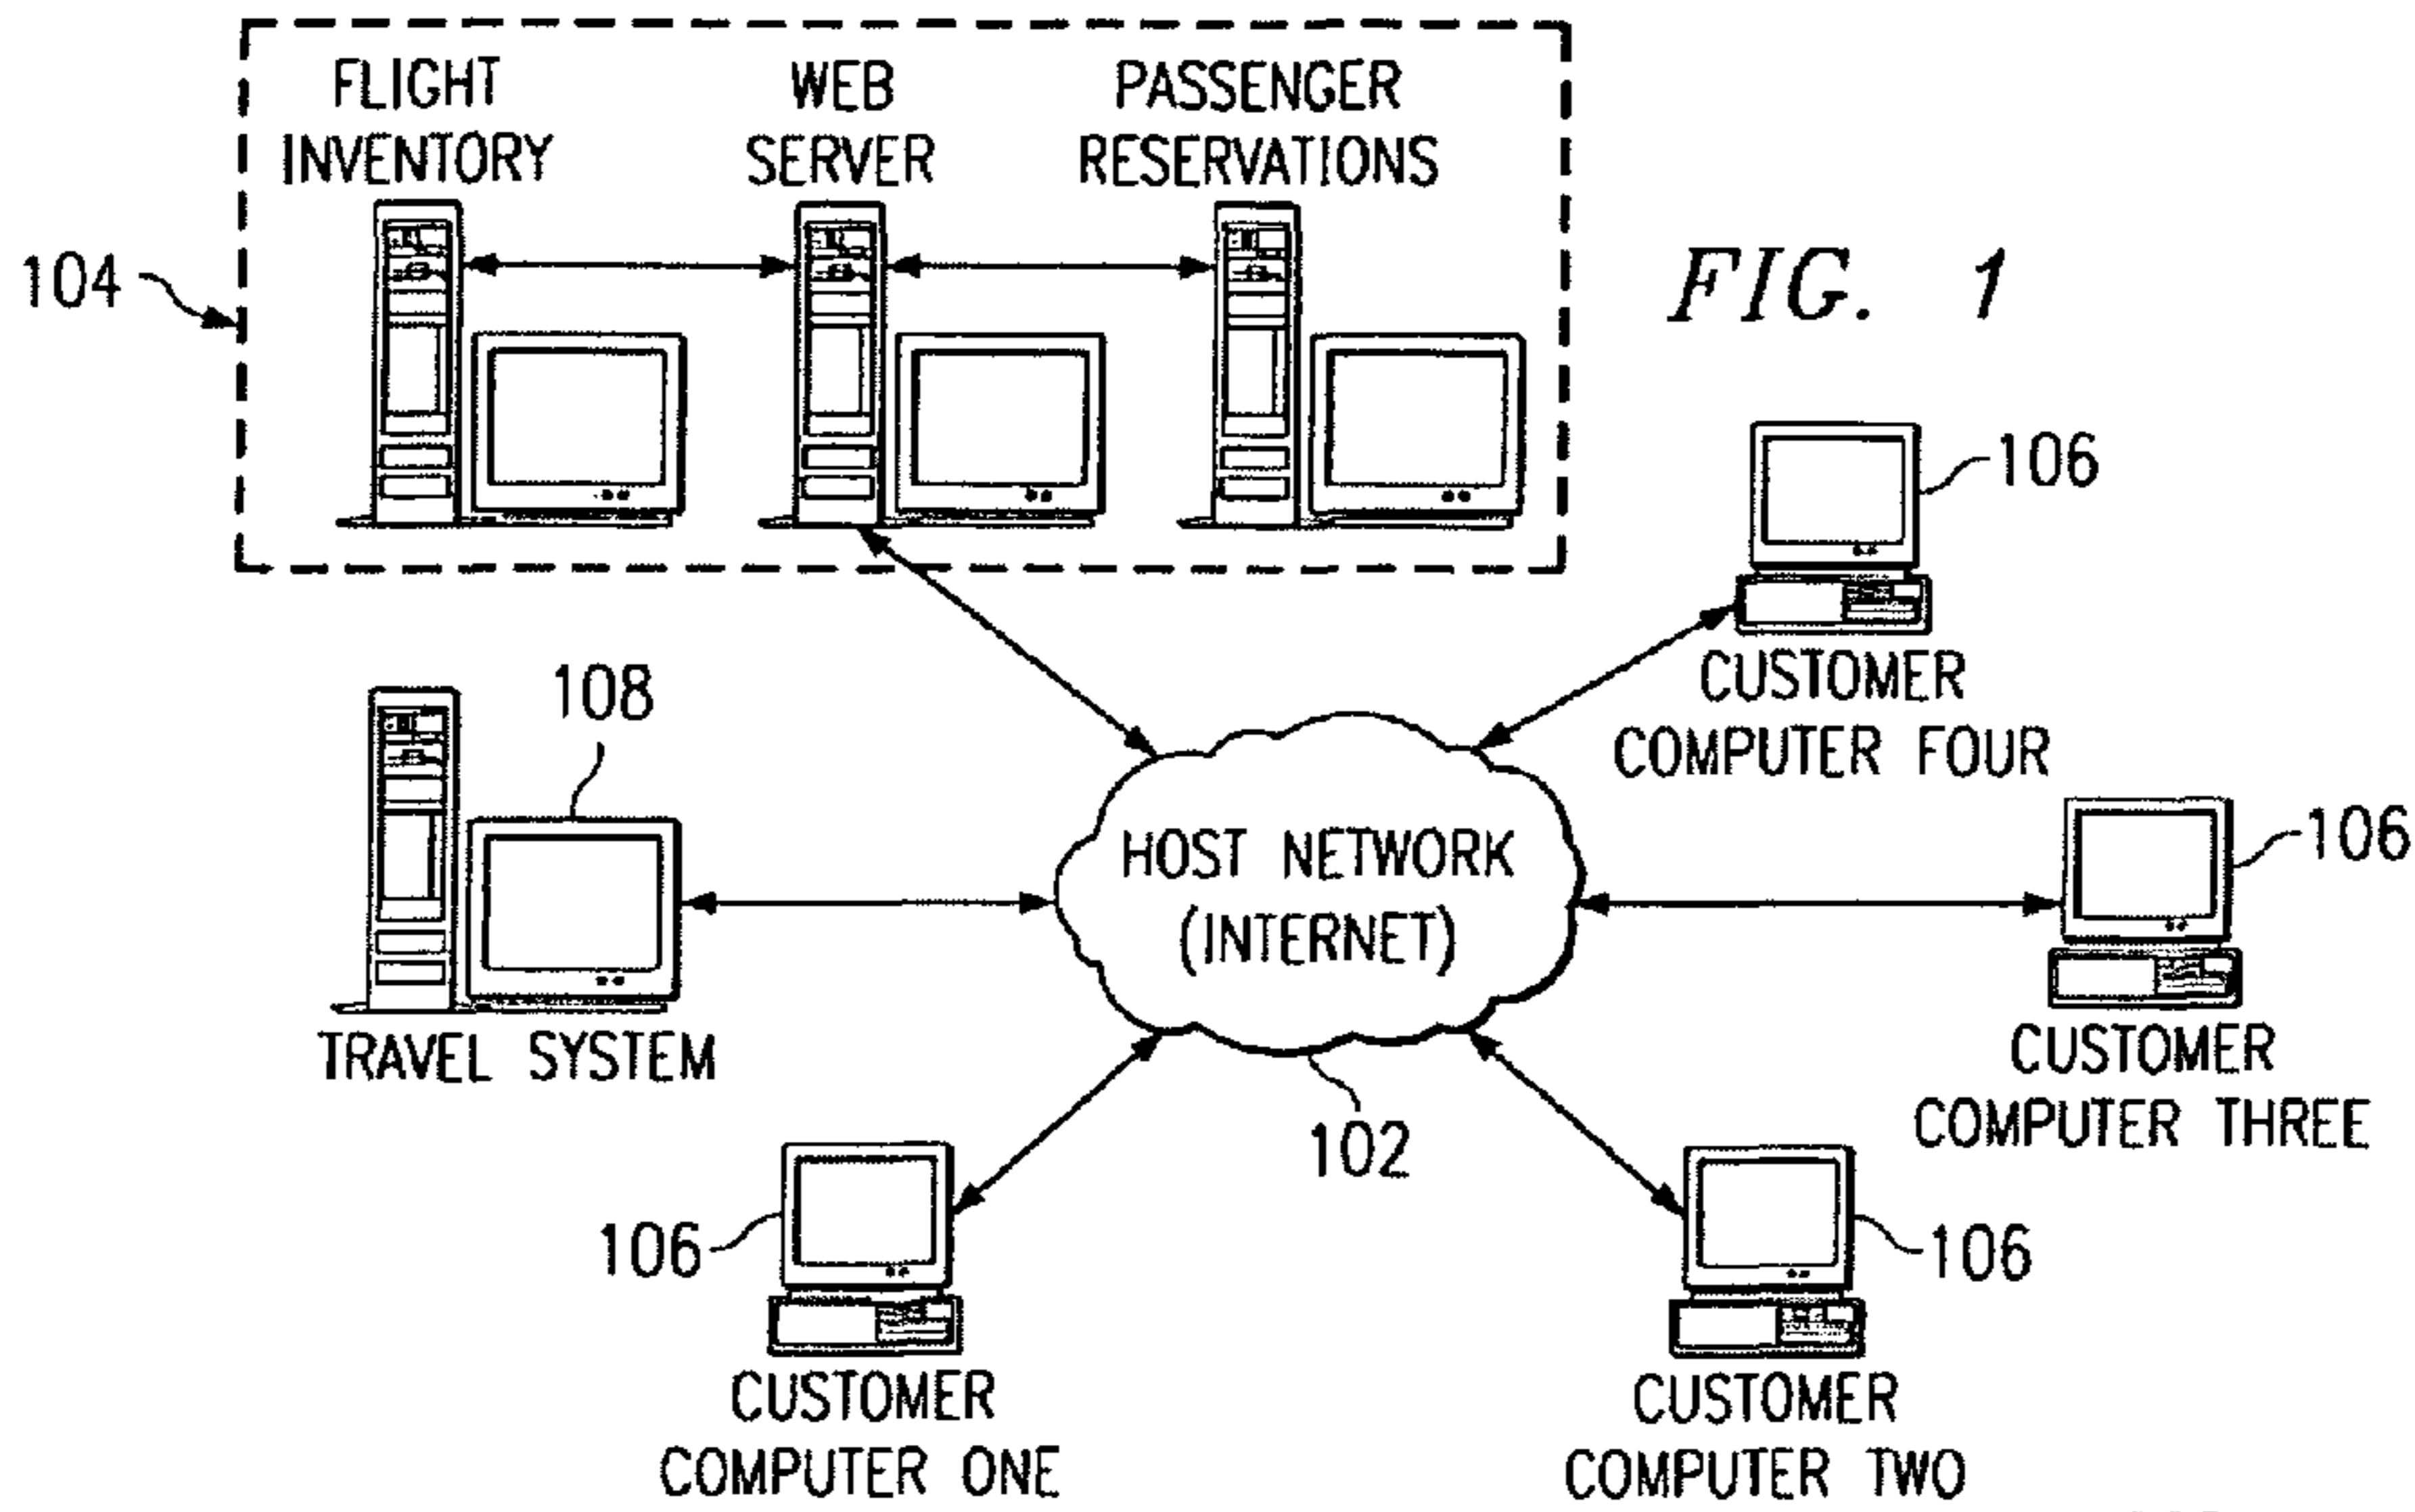 FLIGHT
INVENTORY
WEB
SERVER
PASSENGER
RESERVATIONS
104
FIG. 1
106
CUSTOMER
COMPUTER FOUR
108
TRAVEL SYSTEM
HOST NETWORK
(INTERNET)
106
CUSTOMER
COMPUTER THREE
102
106
CUSTOMER
COMPUTER ONE
106
CUSTOMER
COMPUTER TWO